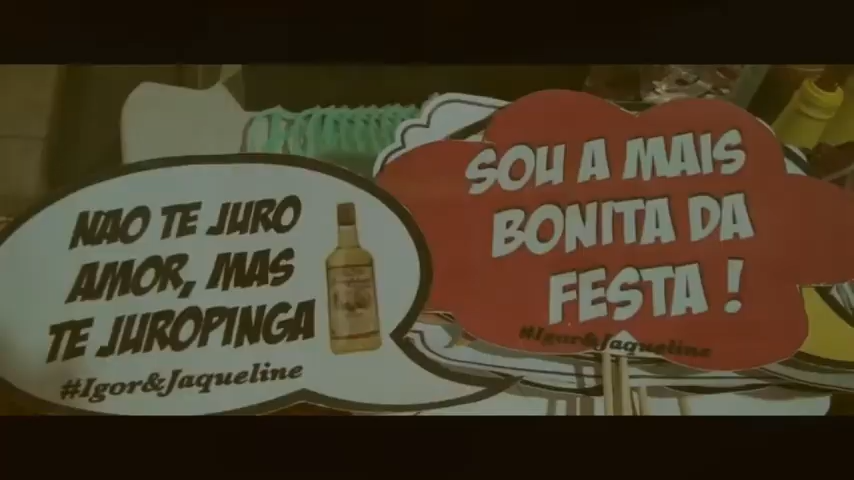 NAO TE JURO
AMOR, MAS
TE JUROPINGA
#Igor&Jaqueline
SOU A MAIS
BONITA DA
FESTA !
#Igor&Jaqueline